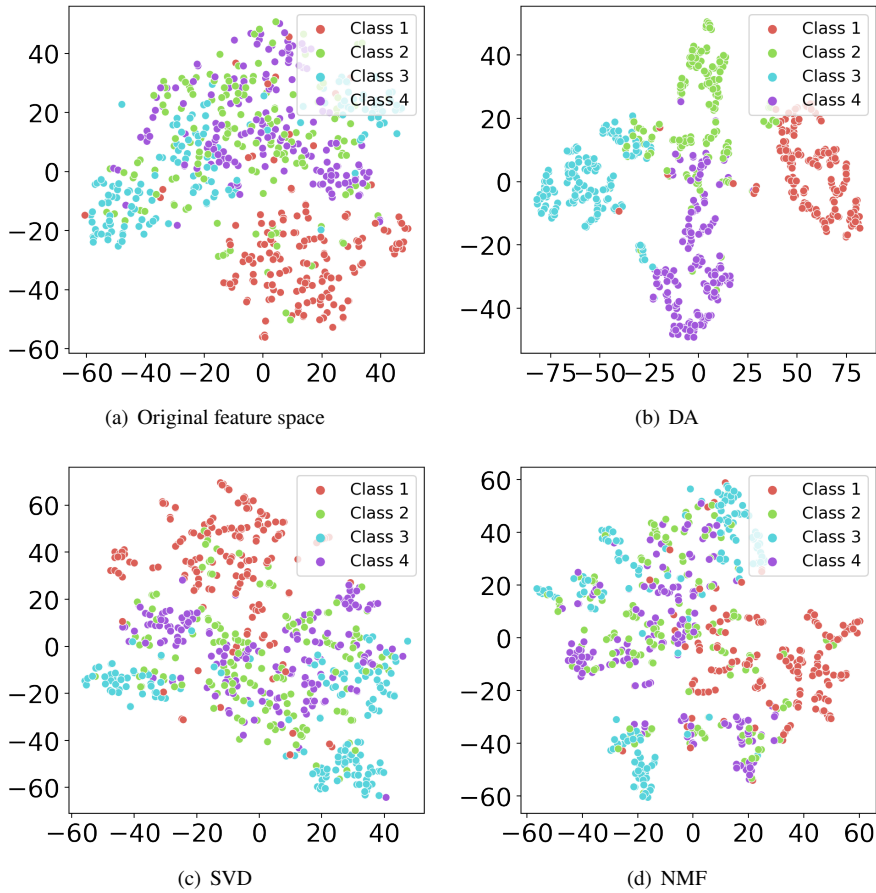 Class 1
Class 2
Class 3
Class 4
40
20
0
−20
−40
−60
−60 −40 −20 0 20 40
(a) Original feature space
Class 1
Class 2
Class 3
Class 4
40
20
0
−20
−40
−75 −50 −25 0 25 50 75
(b) DA
Class 1
Class 2
Class 3
Class 4
60
40
20
0
−20
−40
−60
−60 −40 −20 0 20 40
(c) SVD
Class 1
Class 2
Class 3
Class 4
60
40
20
0
−20
−40
−60
−60 −40 −20 0 20 40 60
(d) NMF